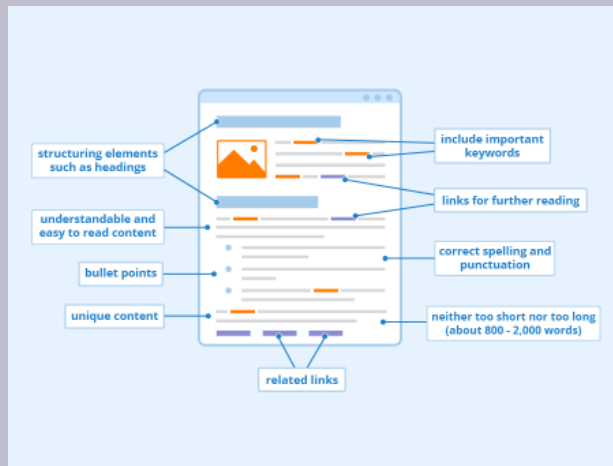 structuring elements
such as headings
understandable and
easy to read content
bullet points
unique content
include important
keywords
links for further reading
correct spelling and
punctuation
neither too short nor too long
(about 800 - 2,000 words)
related links